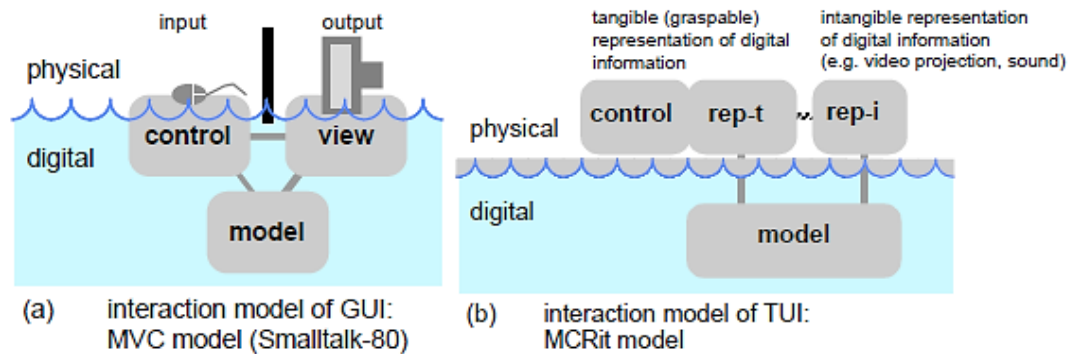 input
output
physical
control
view
digital
model
(a) interaction model of GUI:
MVC model (Smalltalk-80)
tangible (graspable)
representation of digital
information
intangible representation
of digital information
(e.g. video projection, sound)
control
rep-t
rep-i
physical
digital
model
(b) interaction model of TUI:
MCRit model